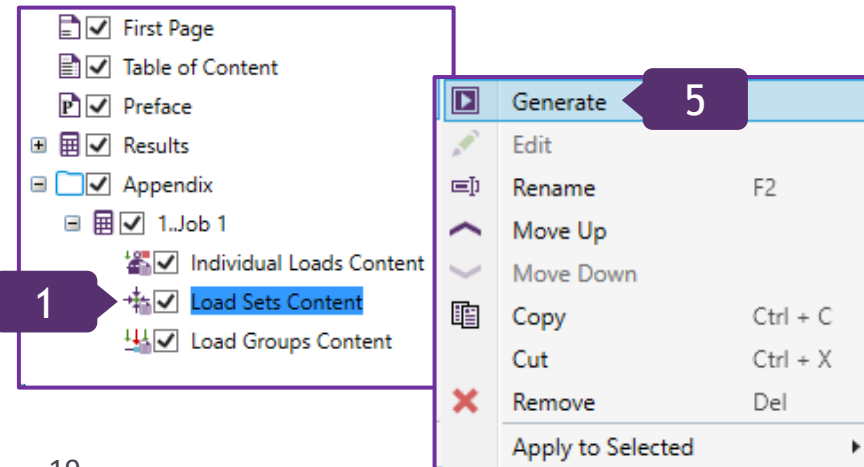 First Page
Table of Content
Preface
Results
Appendix
1..Job 1
Individual Loads Content
1
Load Sets Content
Load Groups Content
Generate
5
Edit
Rename F2
Move Up
Move Down
Copy Ctrl + C
Cut Ctrl + X
Remove Del
Apply to Selected